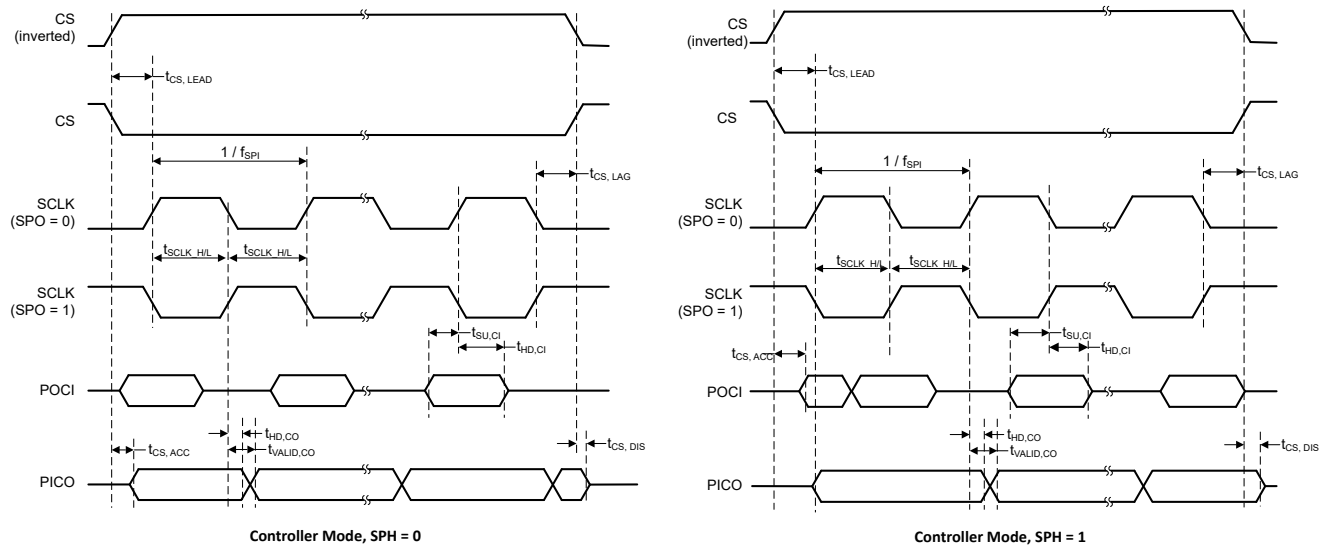 CS
(inverted)
tCS, LEAD
CS
1 / fSPI
tCS, LAG
SCLK
(SPO = 0)
tSCLK_H/L
tSCLK_H/L
SCLK
(SPO = 1)
tSU,CI
tHD,CI
POCI
tHD,CO
tCS, ACC
tVALID,CO
tCS, DIS
PICO
Controller Mode, SPH = 0
CS
(inverted)
tCS, LEAD
CS
1 / fSPI
tCS, LAG
SCLK
(SPO = 0)
tSCLK_H/L
tSCLK_H/L
SCLK
(SPO = 1)
tSU,CI
tCS, ACC
tHD,CI
POCI
tHD,CO
tVALID,CO
tCS, DIS
PICO
Controller Mode, SPH = 1